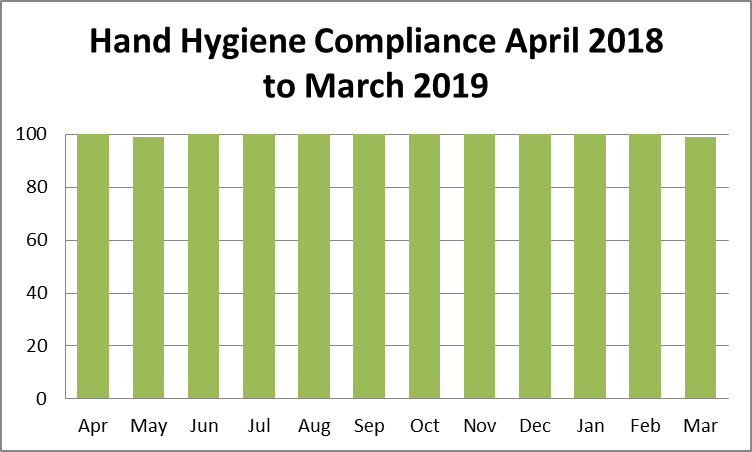 Hand Hygiene Compliance April 2018
to March 2019
100
80
60
40
20
0
Apr May Jun Jul Aug Sep Oct Nov Dec Jan Feb Mar